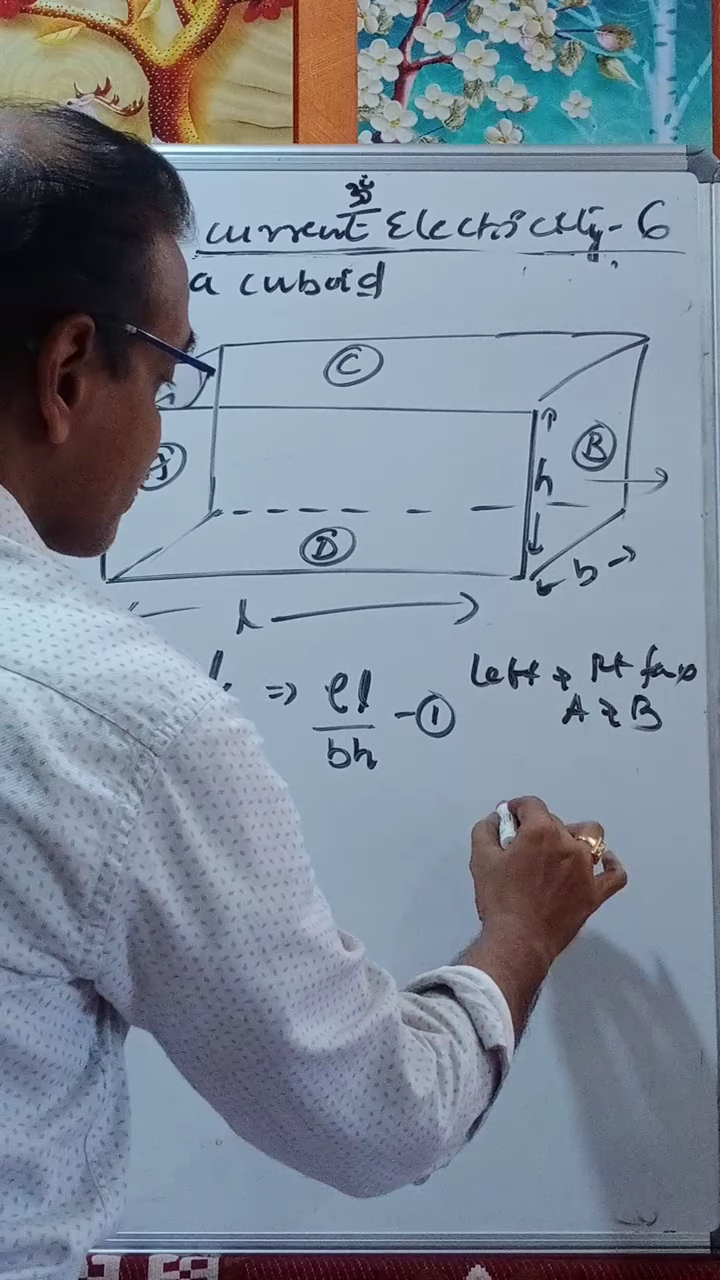 ॐ
current Electricity - 6
a cuboid
C
B
h
D
b
l
⇒ ρl/bh - ①
Left & Rt face
A & B